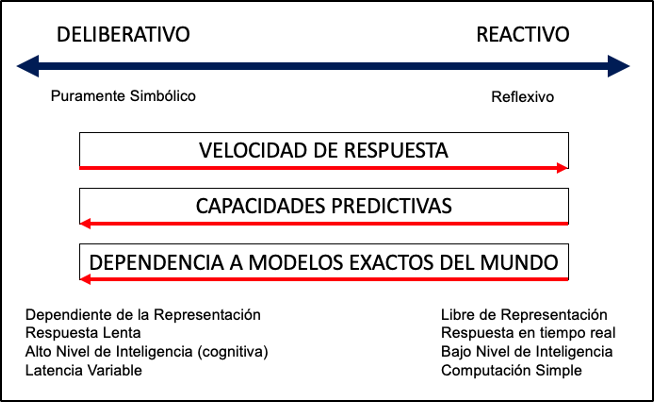 DELIBERATIVO
REACTIVO
Puramente Simbólico
Reflexivo
VELOCIDAD DE RESPUESTA
CAPACIDADES PREDICTIVAS
DEPENDENCIA A MODELOS EXACTOS DEL MUNDO
Dependiente de la Representación
Respuesta Lenta
Alto Nivel de Inteligencia (cognitiva)
Latencia Variable
Libre de Representación
Respuesta en tiempo real
Bajo Nivel de Inteligencia
Computación Simple